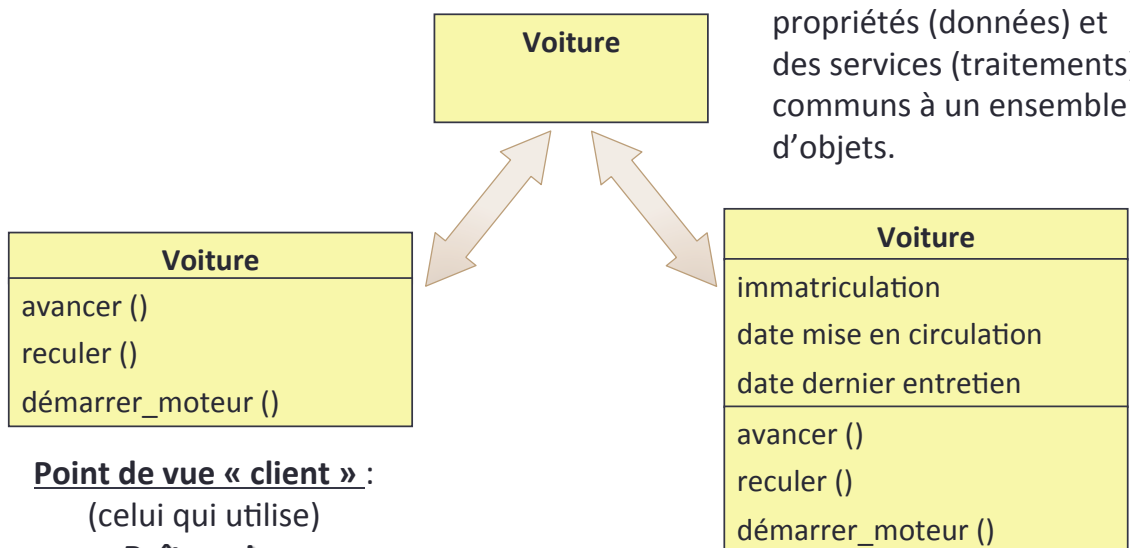 Voiture
propriétés (données) et
des services (traitements)
communs à un ensemble
d’objets.
Voiture
avancer ()
reculer ()
démarrer_moteur ()
Point de vue « client » :
(celui qui utilise)
Voiture
immatriculation
date mise en circulation
date dernier entretien
avancer ()
reculer ()
démarrer_moteur ()